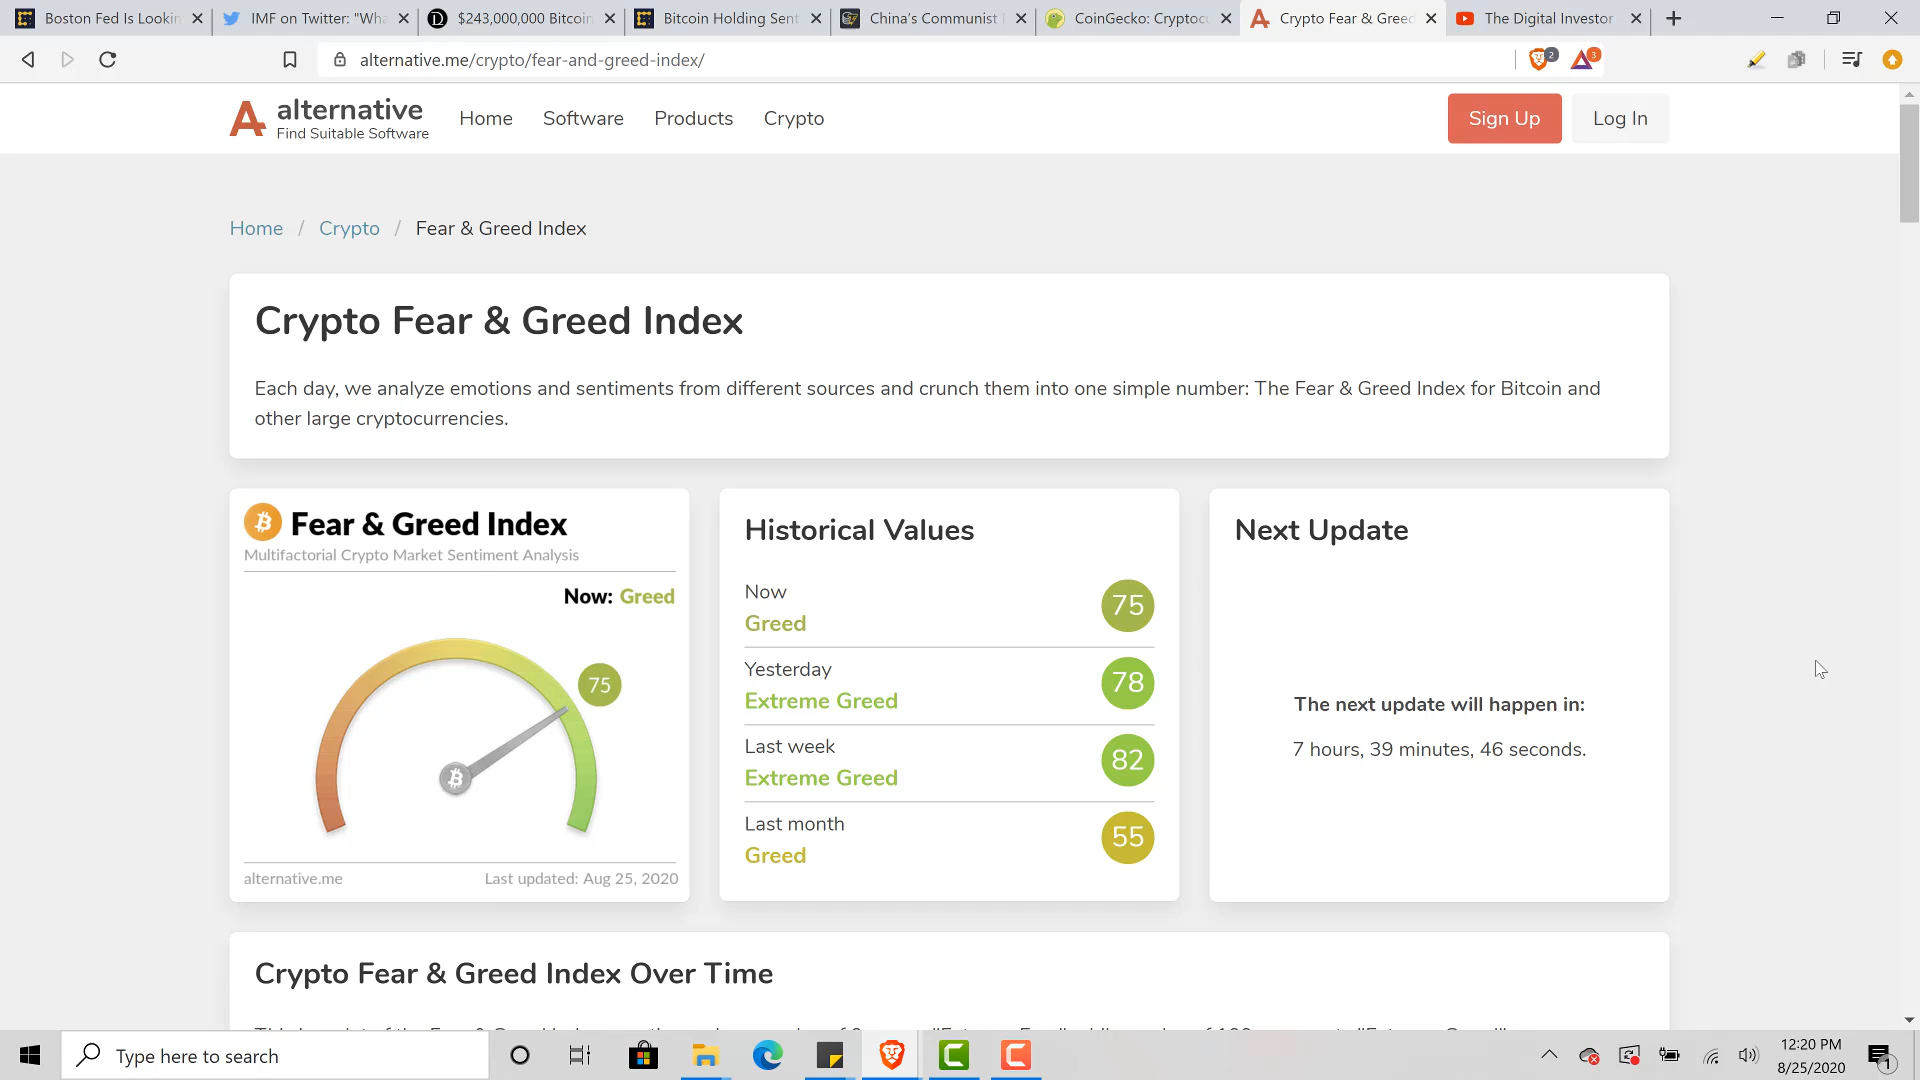 Boston Fed Is Lookin
IMF on Twitter: "Wha
$243,000,000 Bitcoin
Bitcoin Holding Sent
China's Communist
CoinGecko: Cryptocu
Crypto Fear & Greed
The Digital Investor
alternative.me/crypto/fear-and-greed-index/
2
3
alternative
Find Suitable Software
Home
Software
Products
Crypto
Sign Up
Log In
Home / Crypto / Fear & Greed Index
Crypto Fear & Greed Index
Each day, we analyze emotions and sentiments from different sources and crunch them into one simple number: The Fear & Greed Index for Bitcoin and
other large cryptocurrencies.
Fear & Greed Index
Multifactorial Crypto Market Sentiment Analysis
Now: Greed
75
alternative.me
Last updated: Aug 25, 2020
Historical Values
Now
Greed
75
Yesterday
Extreme Greed
78
Last week
Extreme Greed
82
Last month
Greed
55
Next Update
The next update will happen in:
7 hours, 39 minutes, 46 seconds.
Crypto Fear & Greed Index Over Time
Type here to search
12:20 PM
8/25/2020
1